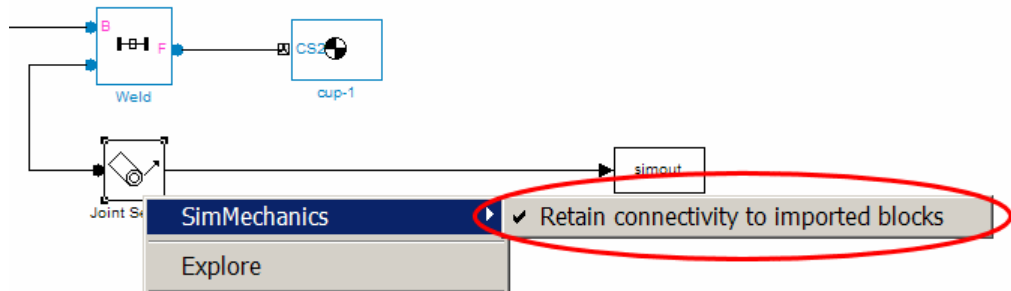 B
F
CS2
Weld
cup-1
simout
Joint Se
SimMechanics
Retain connectivity to imported blocks
Explore